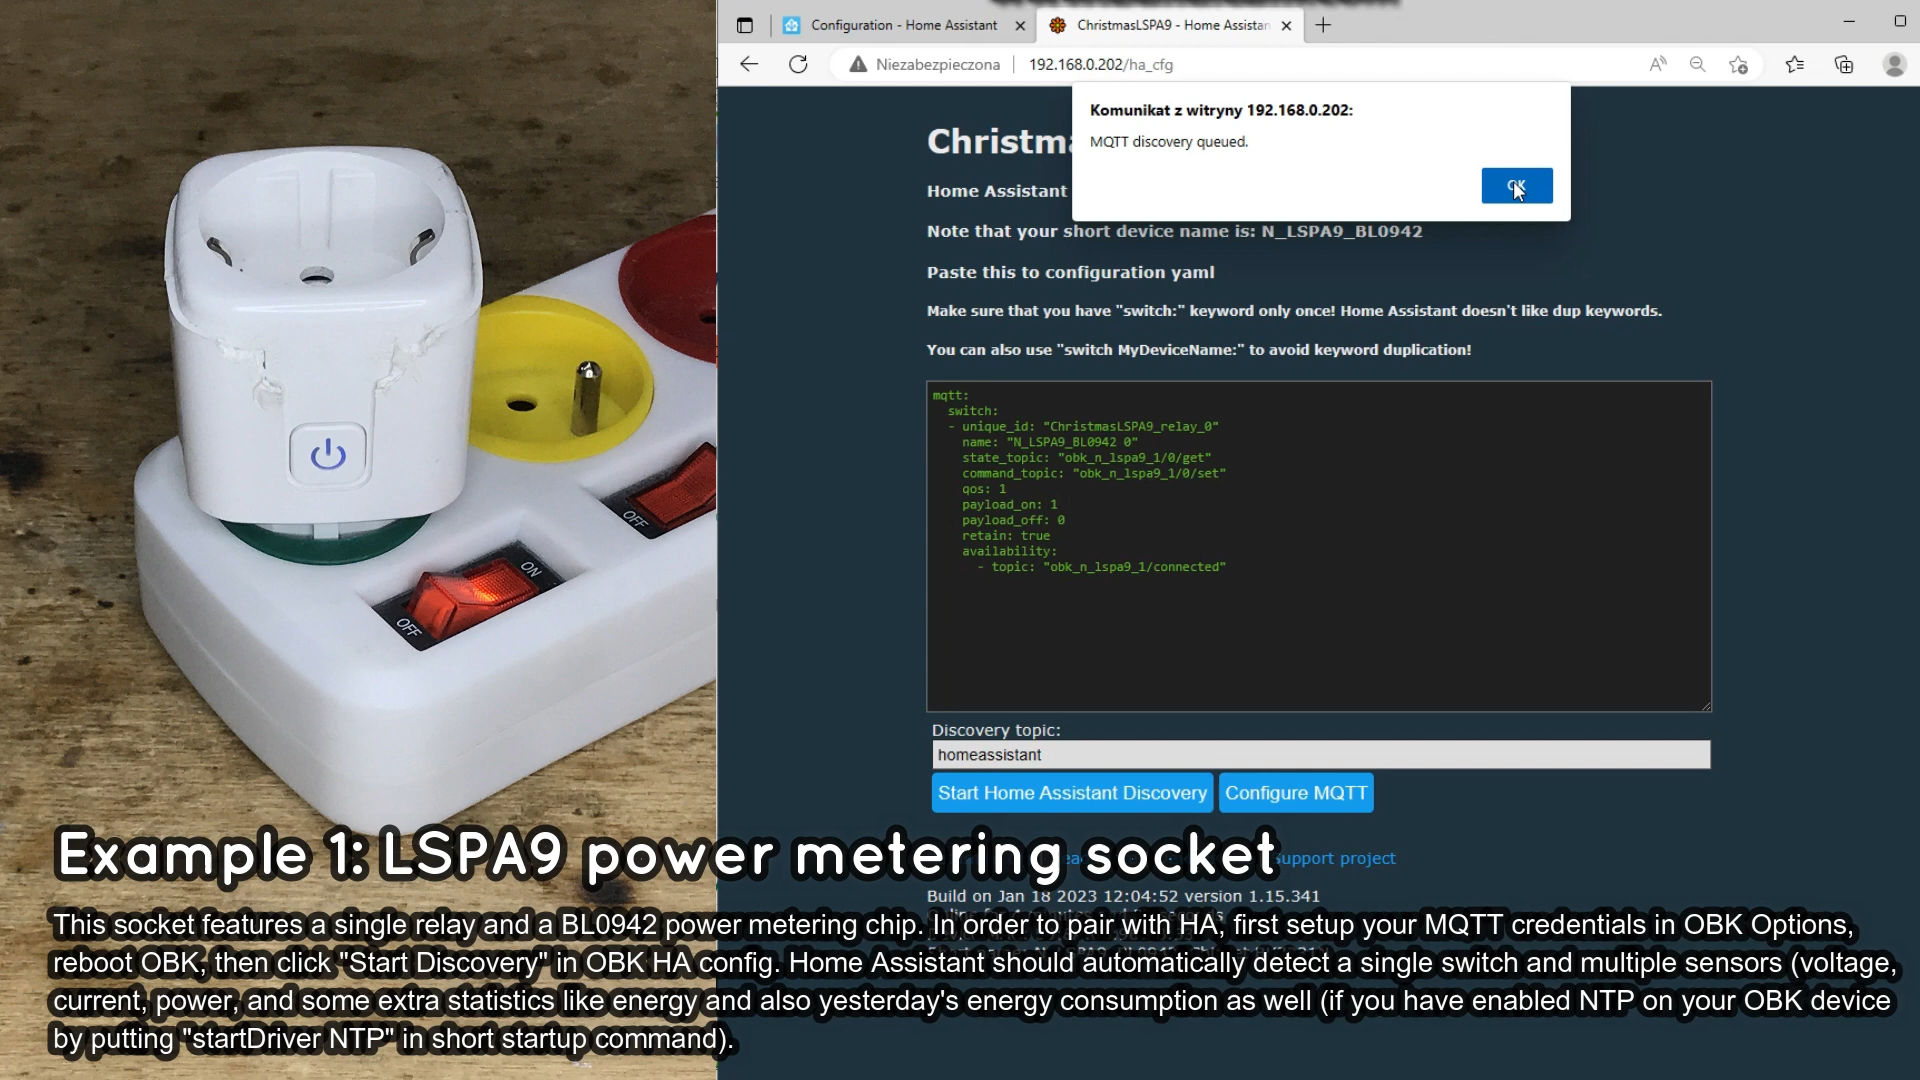 Configuration - Home Assistant
ChristmasLSPA9 - Home Assistan
Niezabezpieczona
192.168.0.202/ha_cfg
Komunikat z witryny 192.168.0.202:
MQTT discovery queued.
OK
Christma
Home Assistant
Note that your short device name is: N_LSPA9_BL0942
Paste this to configuration yaml
Make sure that you have "switch:" keyword only once! Home Assistant doesn't like dup keywords.
You can also use "switch MyDeviceName:" to avoid keyword duplication!
mqtt:
switch:
- unique_id: "ChristmasLSPA9_relay_0"
name: "N_LSPA9_BL0942 0"
state_topic: "obk_n_lspa9_1/0/get"
command_topic: "obk_n_lspa9_1/0/set"
qos: 1
payload_on: 1
payload_off: 0
retain: true
availability:
- topic: "obk_n_lspa9_1/connected"
Discovery topic:
homeassistant
Start Home Assistant Discovery
Configure MQTT
Support project
Build on Jan 18 2023 12:04:52 version 1.15.341
ON
OFF
OFF
Example 1: LSPA9 power metering socket
This socket features a single relay and a BL0942 power metering chip. In order to pair with HA, first setup your MQTT credentials in OBK Options,
reboot OBK, then click "Start Discovery" in OBK HA config. Home Assistant should automatically detect a single switch and multiple sensors (voltage,
current, power, and some extra statistics like energy and also yesterday's energy consumption as well (if you have enabled NTP on your OBK device
by putting "startDriver NTP" in short startup command).